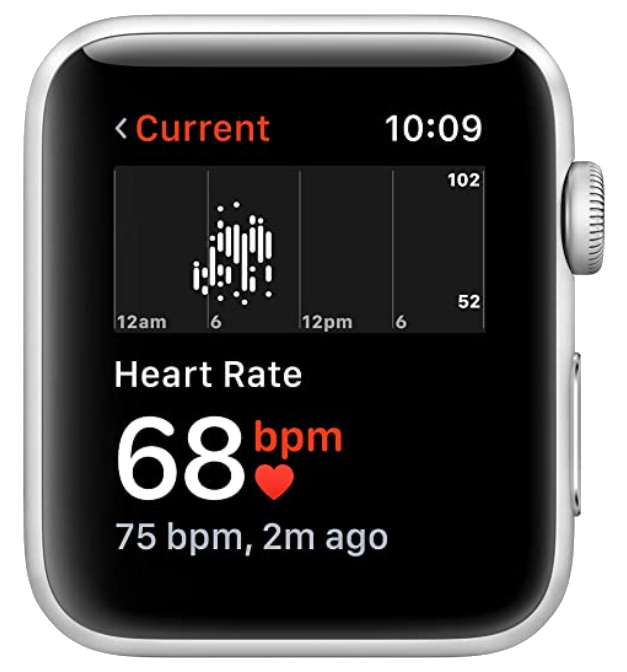 < Current 10:09
102
52
12am 6 12pm 6
Heart Rate
68 bpm
75 bpm, 2m ago